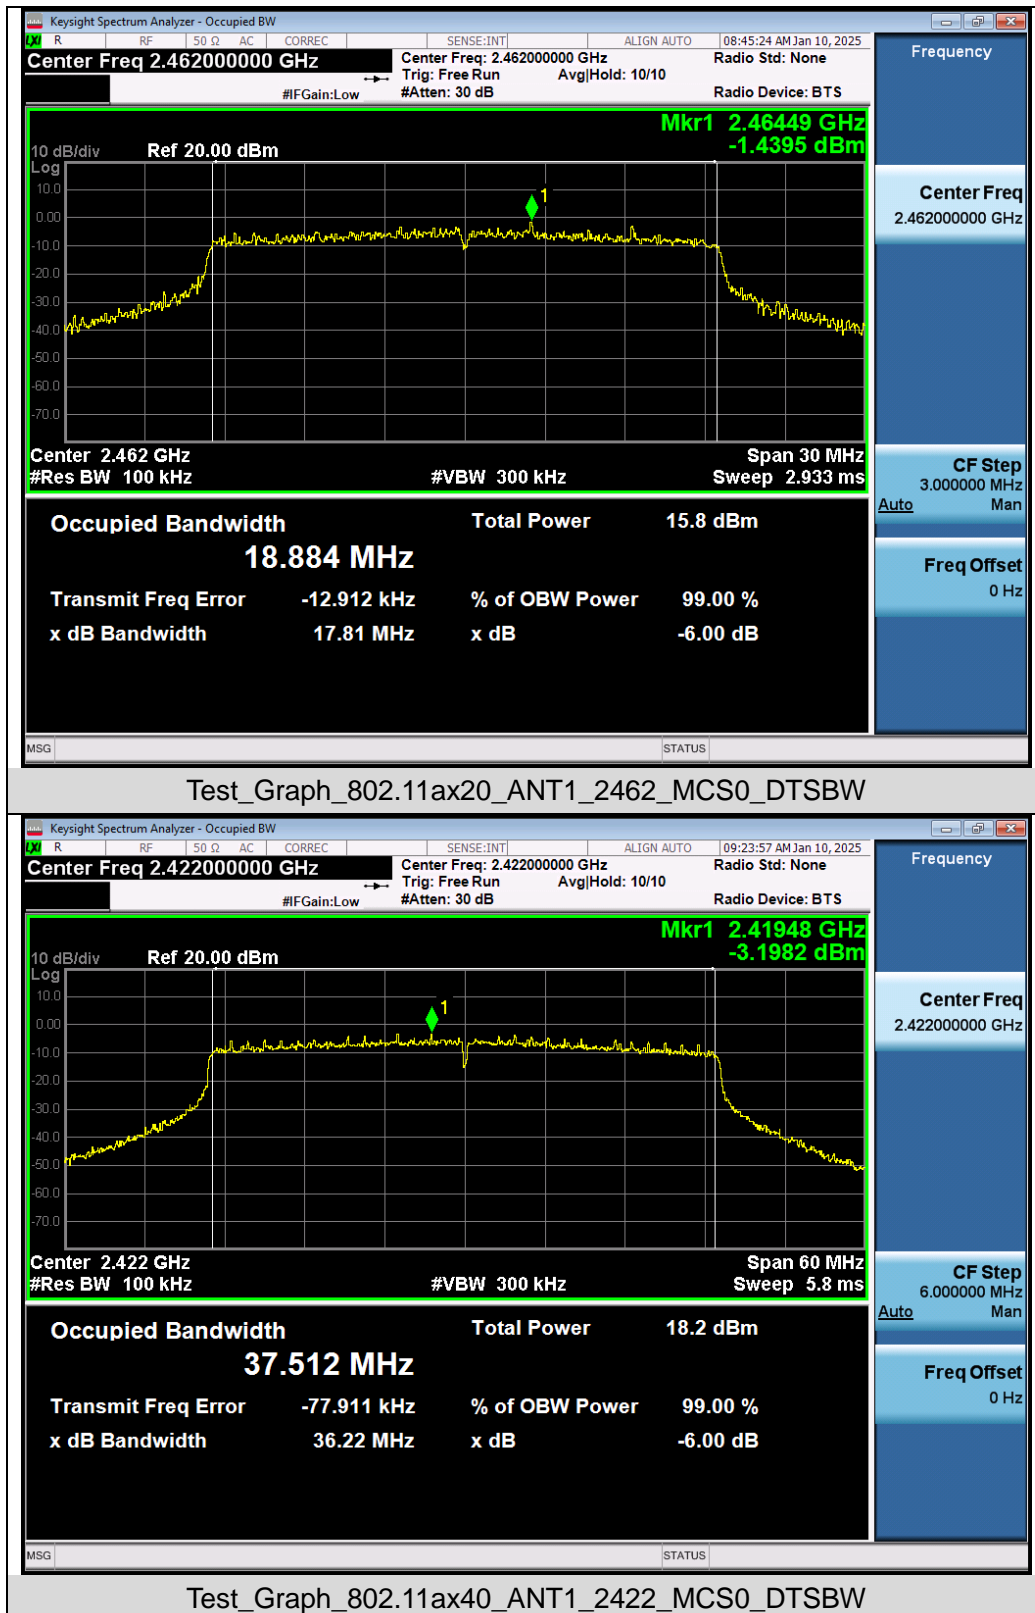 Keysight Spectrum Analyzer - Occupied BW
LXI R RF 50 Ω AC CORREC SENSE:INT ALIGN AUTO 08:45:24 AM Jan 10, 2025
Center Freq 2.462000000 GHz Center Freq: 2.462000000 GHz Radio Std: None
Trig: Free Run Avg|Hold: 10/10
#IFGain:Low #Atten: 30 dB Radio Device: BTS
Frequency
Mkr1 2.46449 GHz
-1.4395 dBm
10 dB/div Ref 20.00 dBm
Log
10.0
0.00
-10.0
-20.0
-30.0
-40.0
-50.0
-60.0
-70.0
1
Center 2.462 GHz Span 30 MHz
#Res BW 100 kHz #VBW 300 kHz Sweep 2.933 ms
Center Freq
2.462000000 GHz
CF Step
3.000000 MHz
Auto Man
Freq Offset
0 Hz
Occupied Bandwidth Total Power 15.8 dBm
18.884 MHz
Transmit Freq Error -12.912 kHz % of OBW Power 99.00 %
x dB Bandwidth 17.81 MHz x dB -6.00 dB
MSG STATUS
Test_Graph_802.11ax20_ANT1_2462_MCS0_DTSBW
Keysight Spectrum Analyzer - Occupied BW
LXI R RF 50 Ω AC CORREC SENSE:INT ALIGN AUTO 09:23:57 AM Jan 10, 2025
Center Freq 2.422000000 GHz Center Freq: 2.422000000 GHz Radio Std: None
Trig: Free Run Avg|Hold: 10/10
#IFGain:Low #Atten: 30 dB Radio Device: BTS
Frequency
Mkr1 2.41948 GHz
-3.1982 dBm
10 dB/div Ref 20.00 dBm
Log
10.0
0.00
-10.0
-20.0
-30.0
-40.0
-50.0
-60.0
-70.0
1
Center 2.422 GHz Span 60 MHz
#Res BW 100 kHz #VBW 300 kHz Sweep 5.8 ms
Center Freq
2.422000000 GHz
CF Step
6.000000 MHz
Auto Man
Freq Offset
0 Hz
Occupied Bandwidth Total Power 18.2 dBm
37.512 MHz
Transmit Freq Error -77.911 kHz % of OBW Power 99.00 %
x dB Bandwidth 36.22 MHz x dB -6.00 dB
MSG STATUS
Test_Graph_802.11ax40_ANT1_2422_MCS0_DTSBW